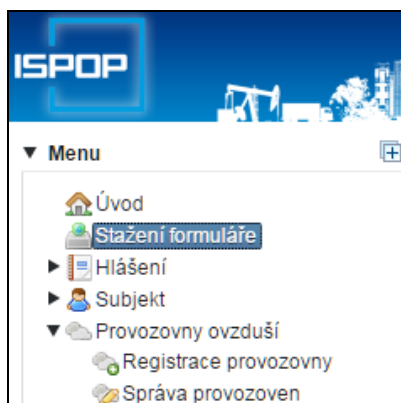 ISPOP
Menu
Úvod
Stažení formuláře
Hlášení
Subjekt
Provozovny ovzduší
Registrace provozovny
Správa provozoven